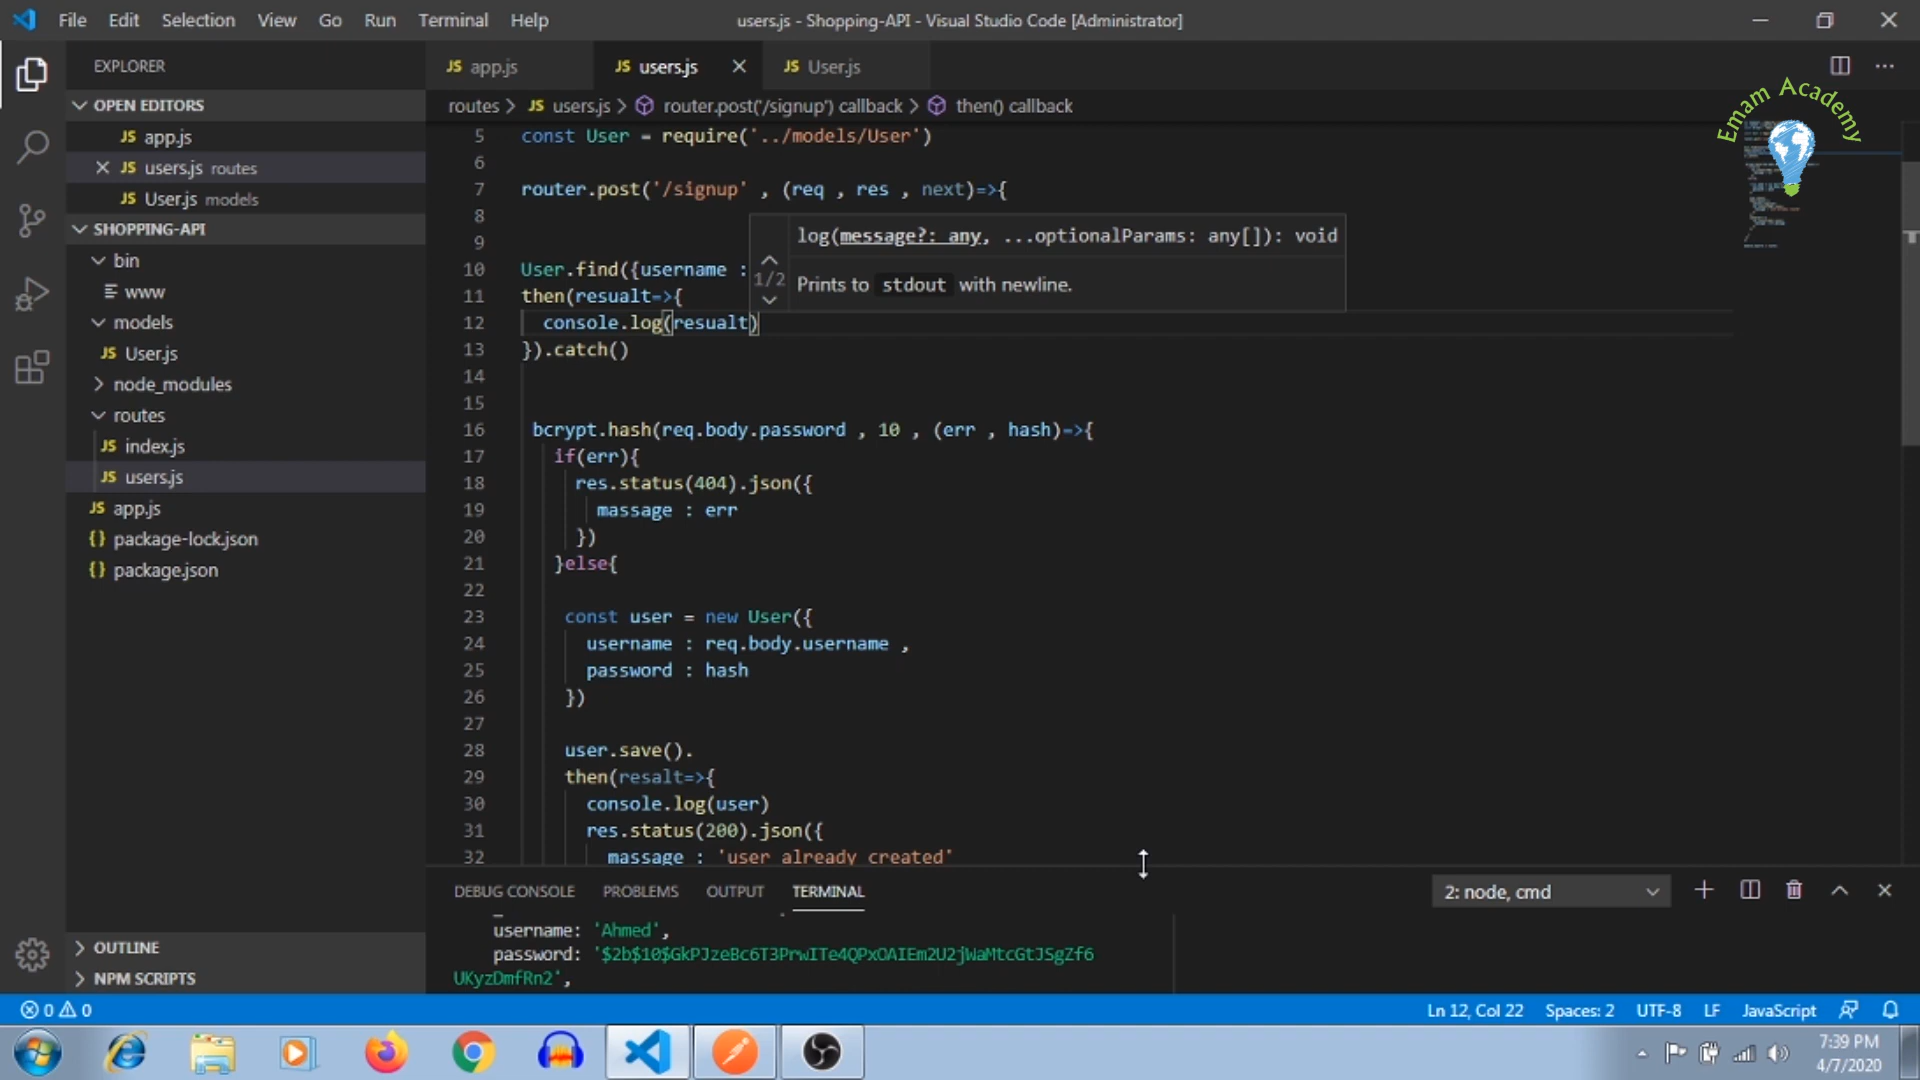 File Edit Selection View Go Run Terminal Help
users.js - Shopping-API - Visual Studio Code [Administrator]
EXPLORER
OPEN EDITORS
JS app.js
JS users.js routes
JS User.js models
SHOPPING-API
bin
www
models
JS User.js
node_modules
routes
JS index.js
JS users.js
JS app.js
{} package-lock.json
{} package.json
OUTLINE
NPM SCRIPTS
JS app.js JS users.js JS User.js
Emam Academy
routes > JS users.js > router.post('/signup') callback > then() callback
5 const User = require('../models/User')
6
7 router.post('/signup' , (req , res , next)=>{
8
9
10 User.find({username :
11 then(resualt=>{
12 console.log(resualt)
13 }).catch()
14
15
16 bcrypt.hash(req.body.password , 10 , (err , hash)=>{
17 if(err){
18 res.status(404).json({
19 massage : err
20 })
21 }else{
22
23 const user = new User({
24 username : req.body.username ,
25 password : hash
26 })
27
28 user.save().
29 then(resalt=>{
30 console.log(user)
31 res.status(200).json({
32 massage : 'user already created'
log(message?: any, ...optionalParams: any[]): void
1/2
Prints to stdout with newline.
DEBUG CONSOLE PROBLEMS OUTPUT TERMINAL
2: node, cmd
username: 'Ahmed',
password: '$2b$10$GkPJzeBc6T3PrwITe4QPxOAIEm2U2jWaMtcGtJSgZf6
UKyzDmfRn2',
0 0
Ln 12, Col 22 Spaces: 2 UTF-8 LF JavaScript
7:39 PM
4/7/2020